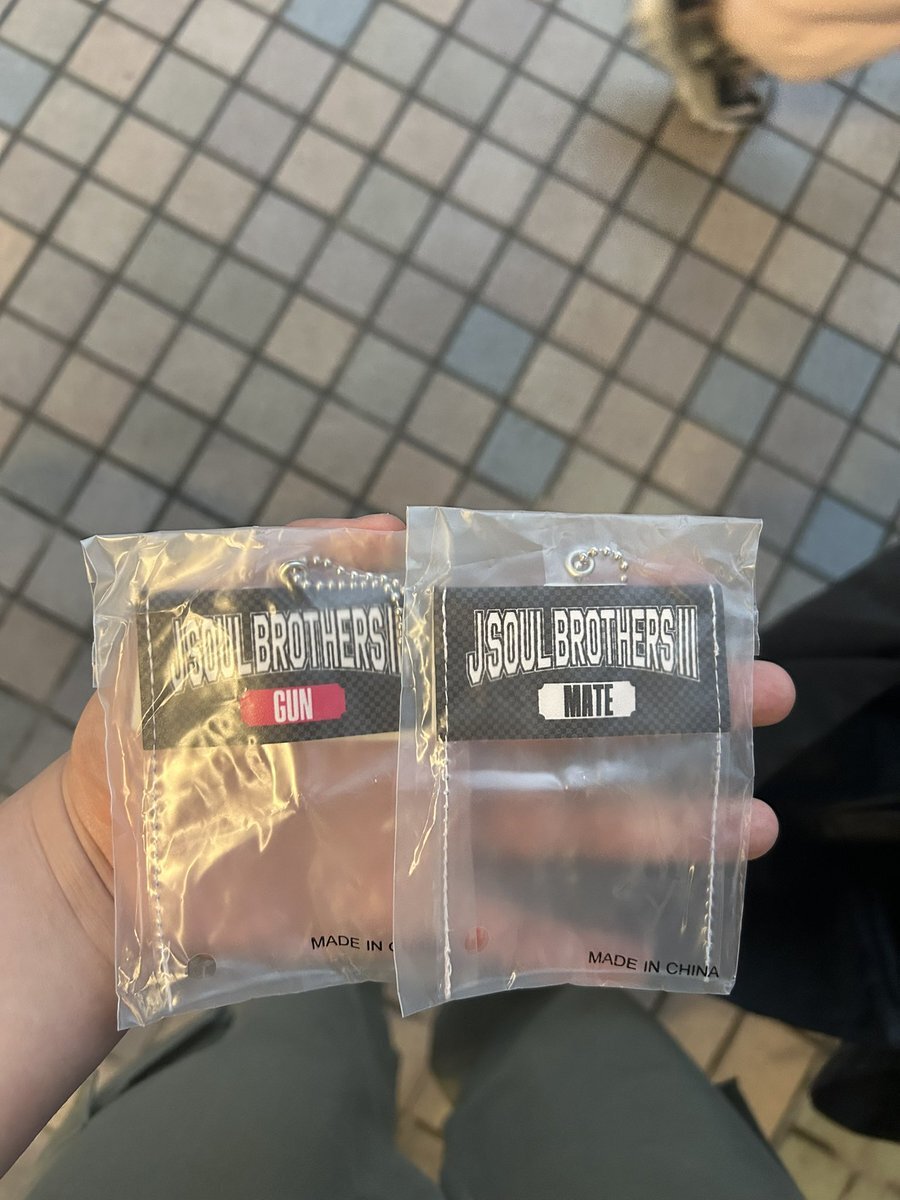 J SOUL BROTHERS III
GUN
MADE IN C
J SOUL BROTHERS III
MATE
MADE IN CHINA